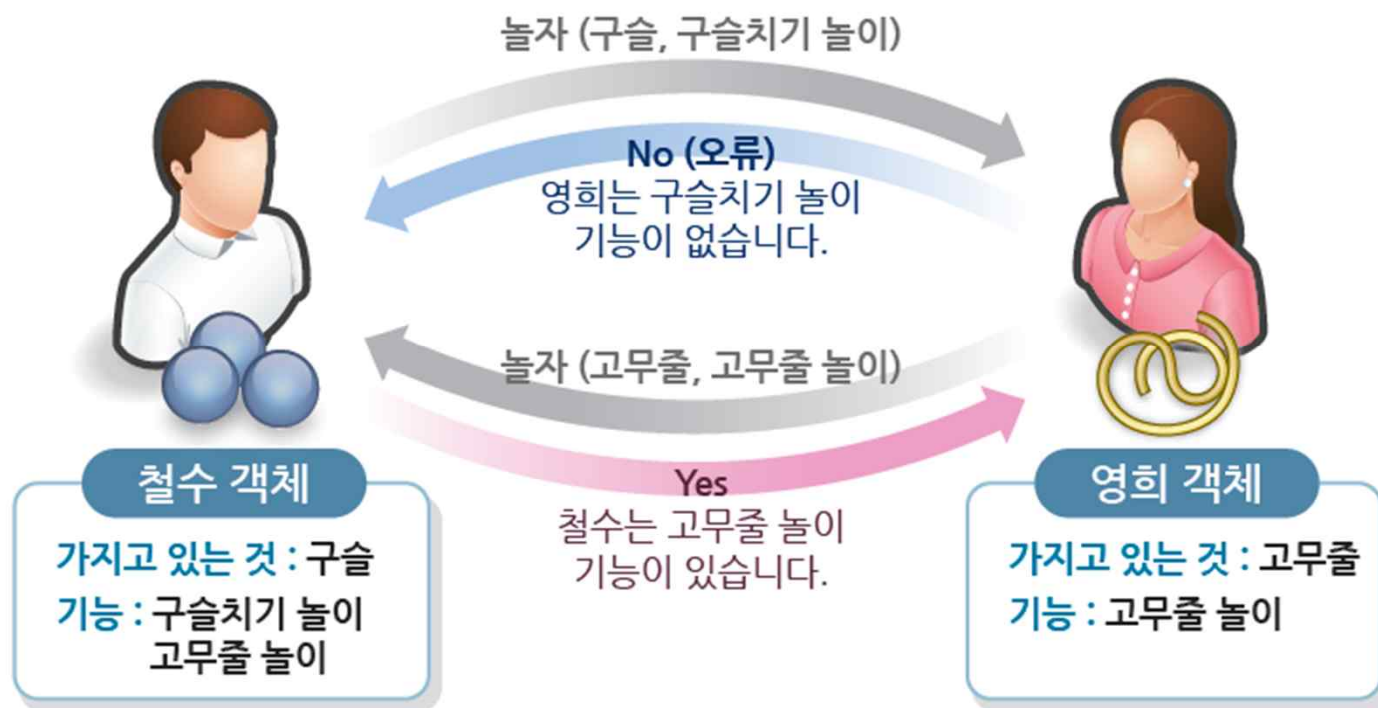 놀자 (구슬, 구슬치기 놀이)
No (오류)
영희는 구슬치기 놀이
기능이 없습니다.
놀자 (고무줄, 고무줄 놀이)
Yes
철수는 고무줄 놀이
기능이 있습니다.
철수 객체
가지고 있는 것 : 구슬
기능 : 구슬치기 놀이
고무줄 놀이
영희 객체
가지고 있는 것 : 고무줄
기능 : 고무줄 놀이